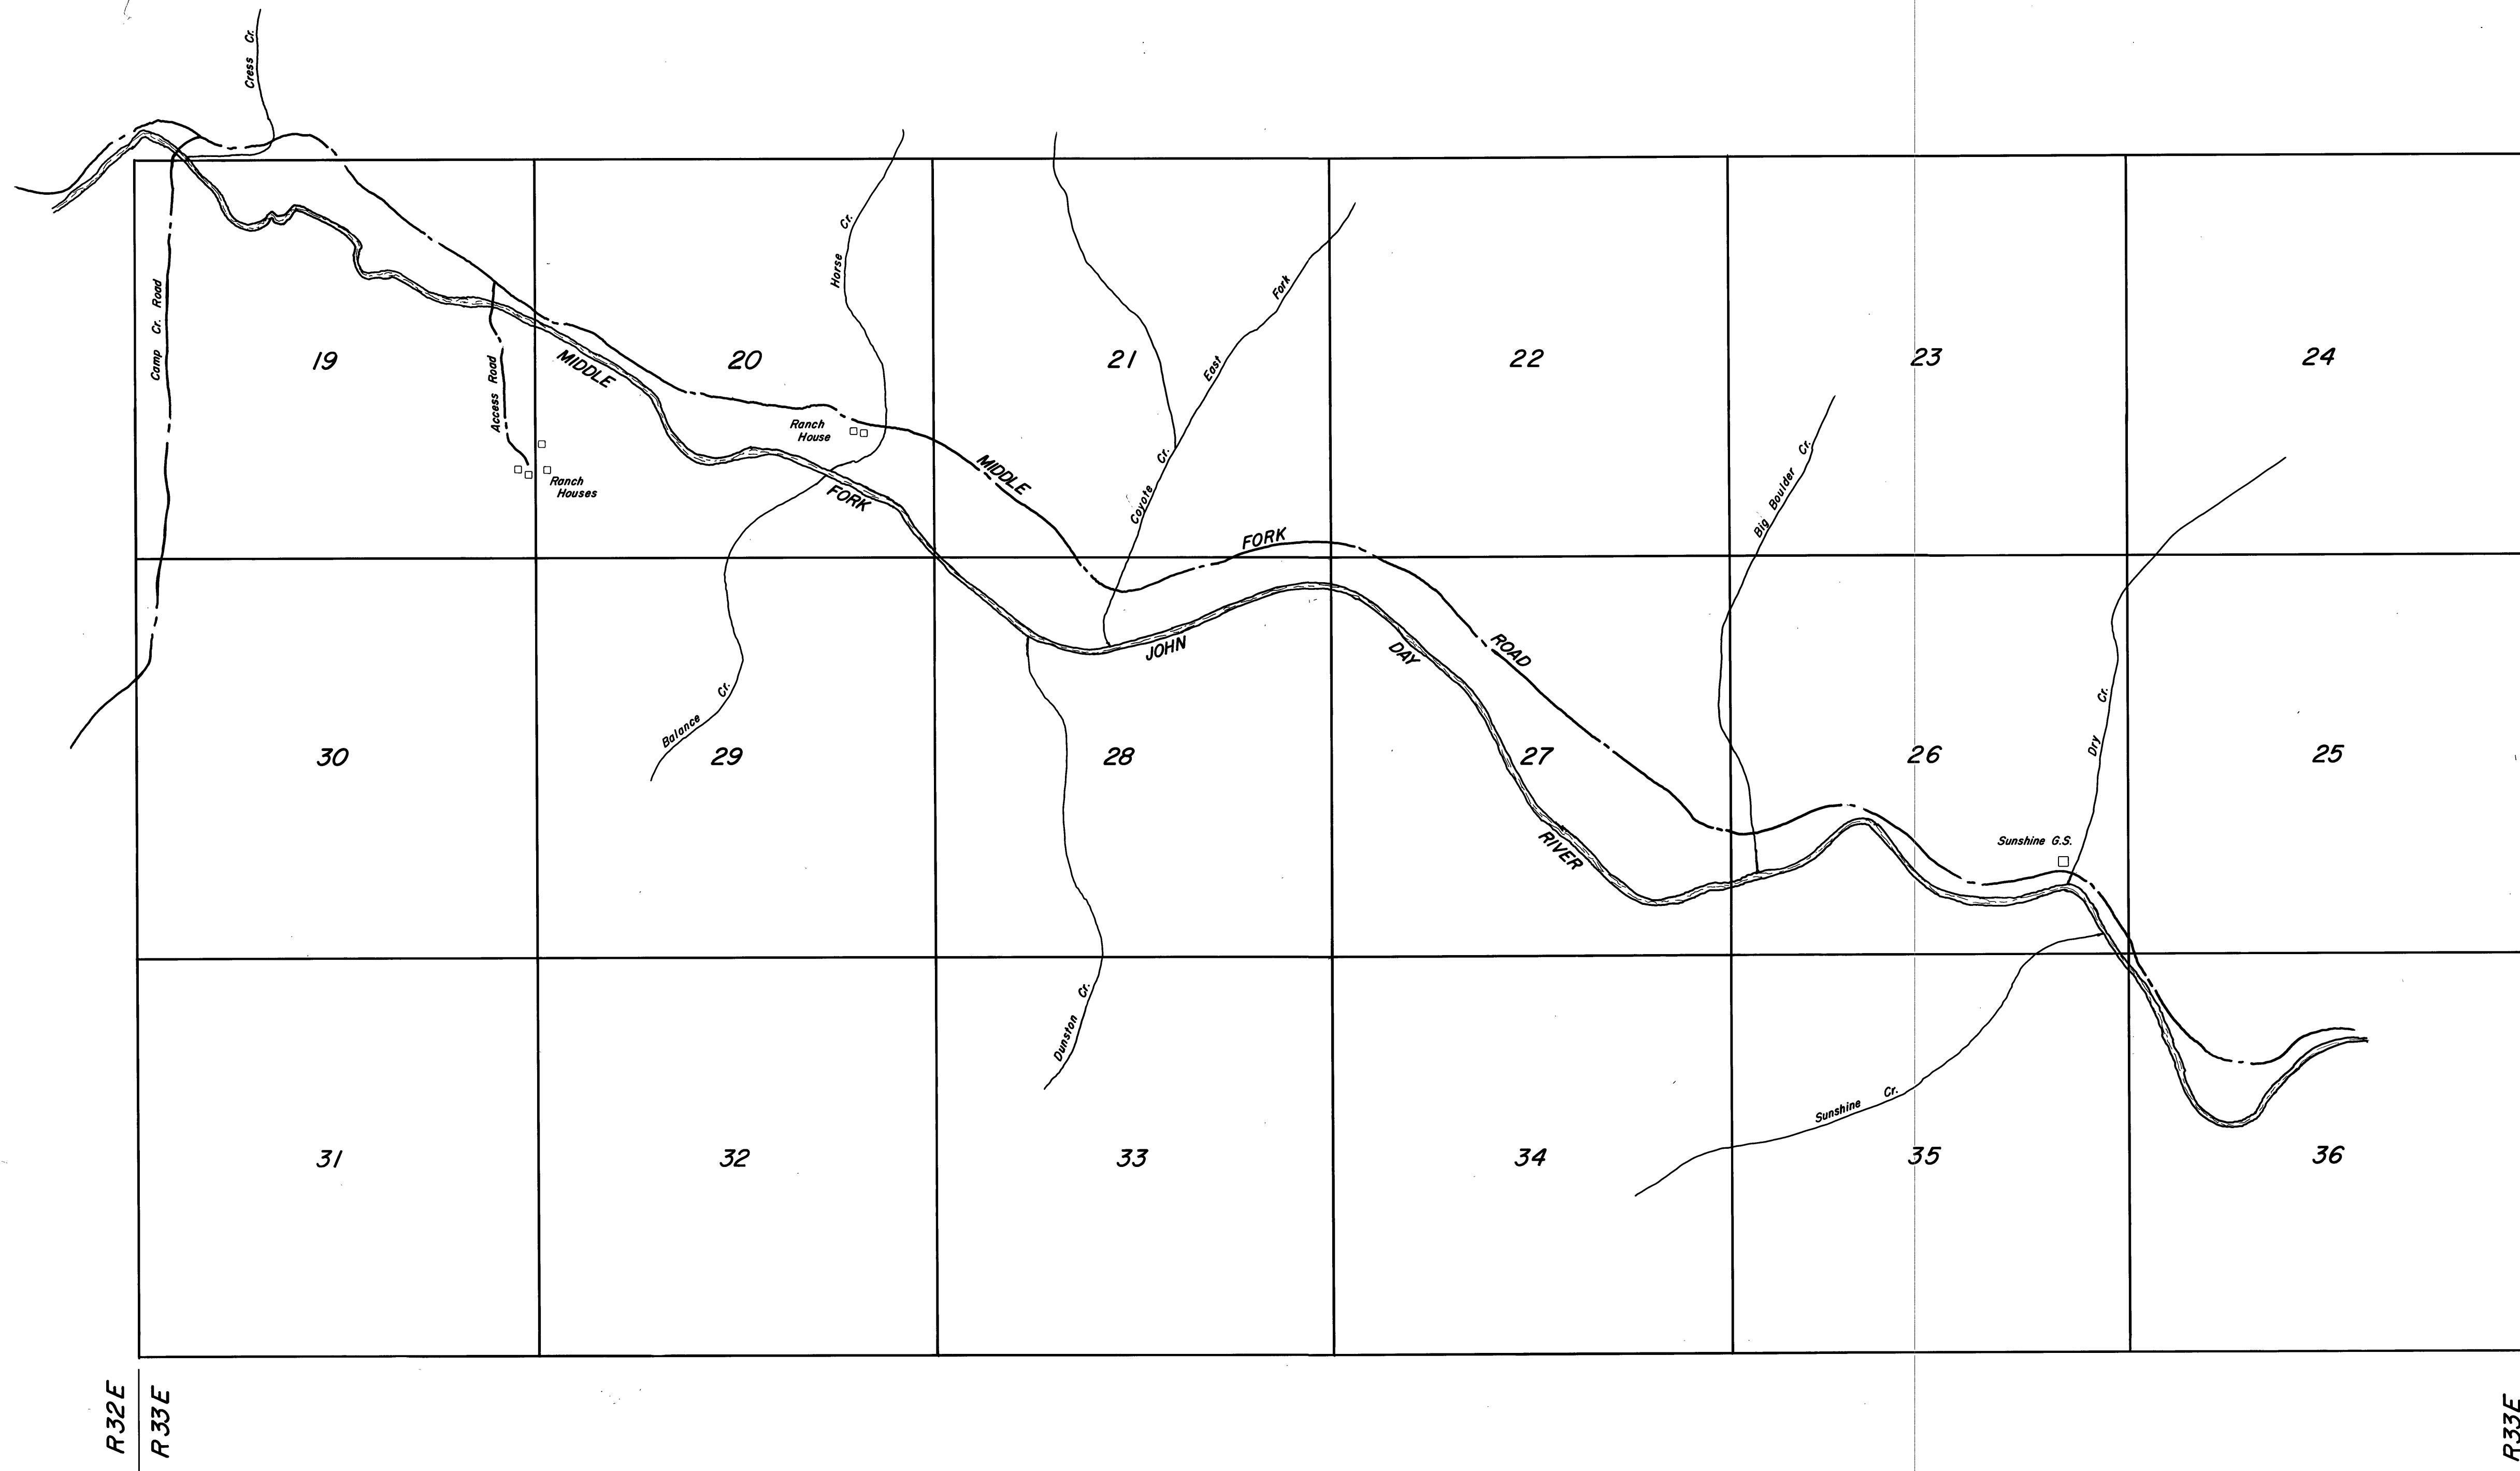 Cress Cr.
Camp Cr. Road
19
Access Road
MIDDLE
20
Horse Cr.
Ranch
House
Ranch
Houses
FORK
MIDDLE
21
Coyote Cr.
East Fork
FORK
22
23
Big Boulder Cr.
24
JOHN
DAY
ROAD
30
Balance Cr.
29
28
27
RIVER
26
Dry Cr.
25
Sunshine G.S.
Dunston Cr.
Sunshine Cr.
31
32
33
34
35
36
R32E
R33E
R33E